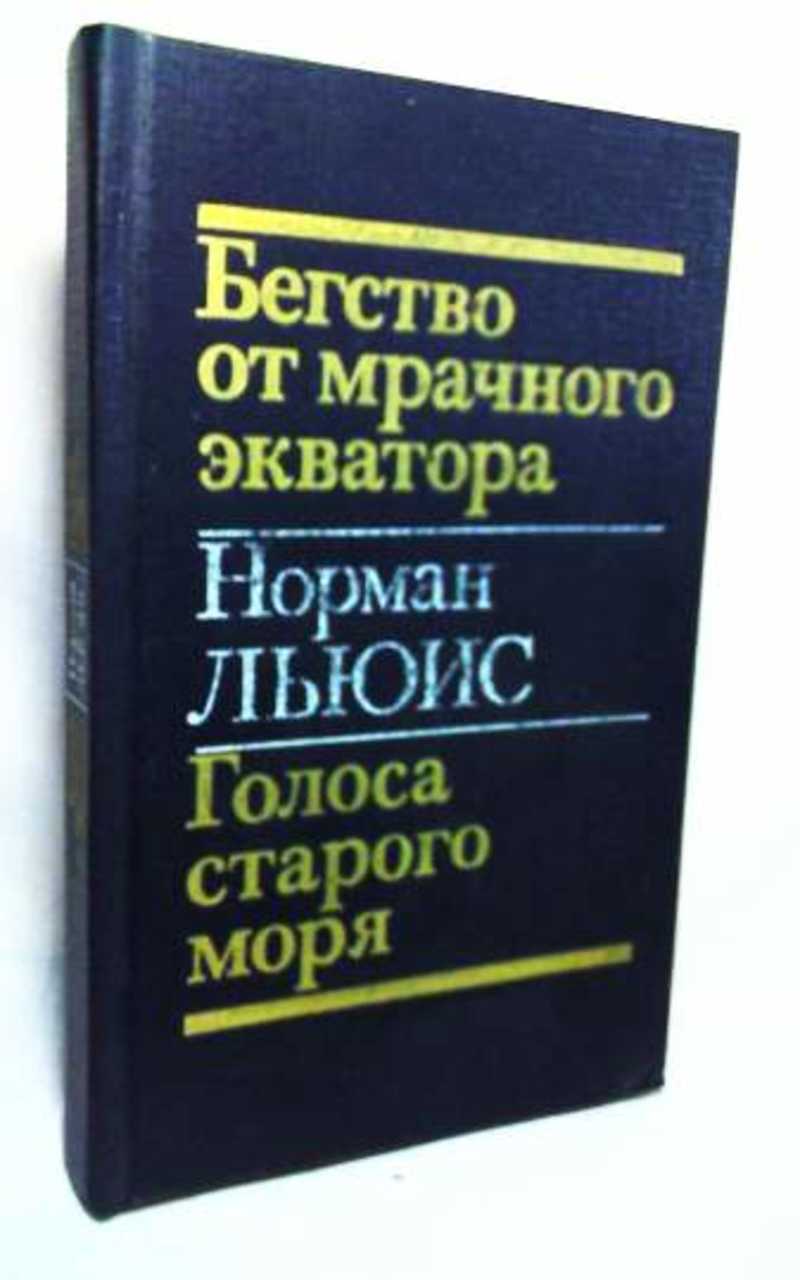 Бегство
от мрачного
экватора
Норман
ЛЬЮИС
Голоса
старого
моря